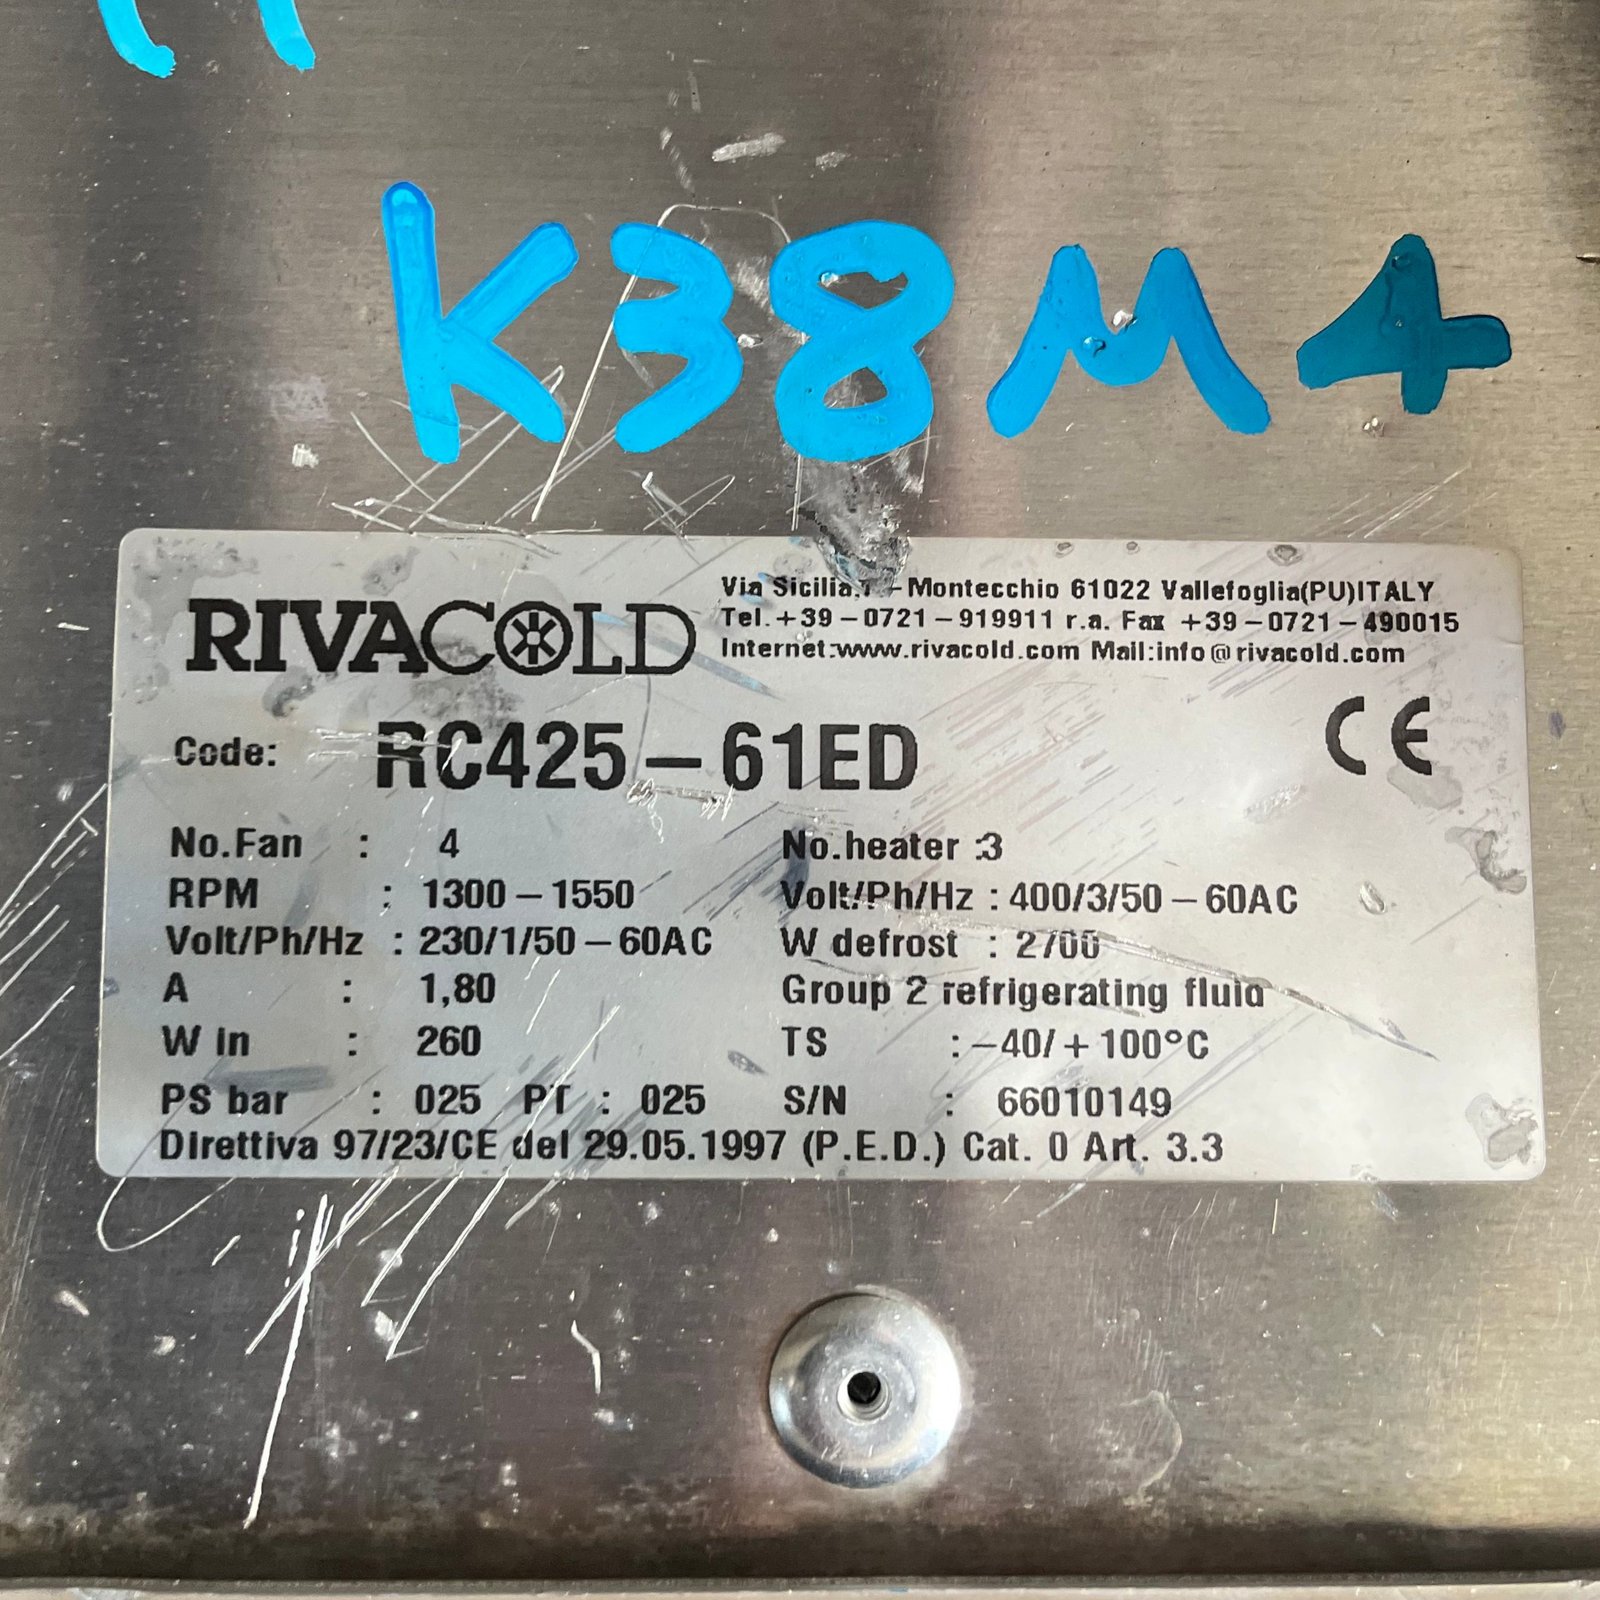 K38M4
RIVACOLD
Via Sicilia,7 - Montecchio 61022 Vallefoglia(PU)ITALY
Tel.+39-0721-919911 r.a. Fax +39-0721-490015
Internet:www.rivacold.com Mail:info@rivacold.com
CE
Code: RC425-61ED
No.Fan : 4 No.heater :3
RPM : 1300-1550 Volt/Ph/Hz : 400/3/50-60AC
Volt/Ph/Hz : 230/1/50-60AC W defrost : 2700
A : 1,80 Group 2 refrigerating fluid
W in : 260 TS : -40/+100°C
PS bar : 025 PT : 025 S/N : 66010149
Direttiva 97/23/CE del 29.05.1997 (P.E.D.) Cat. 0 Art. 3.3